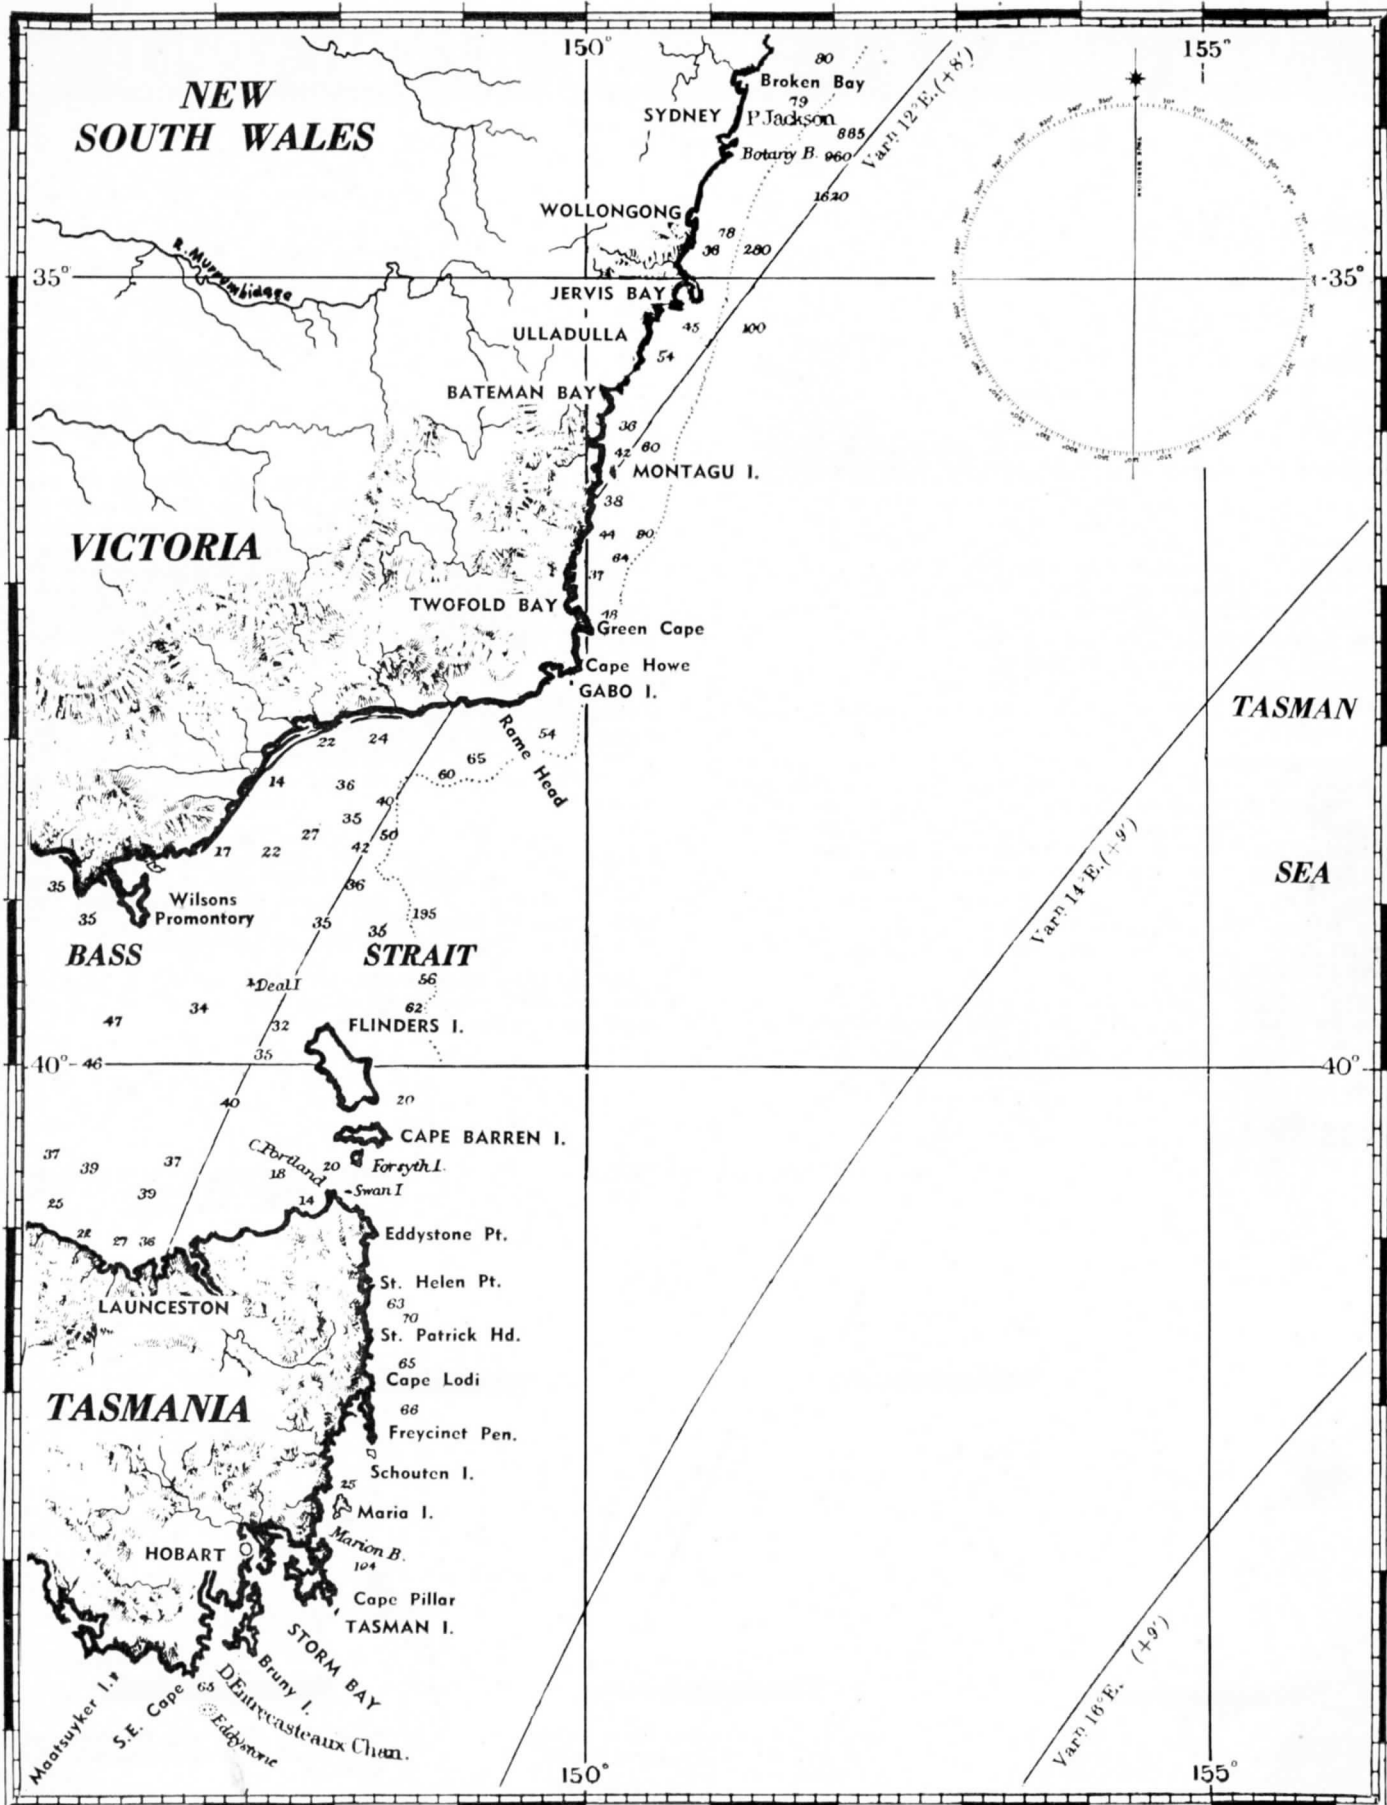 150°
155°
80
Broken Bay
NEW
SOUTH WALES
79
SYDNEY
P. Jackson
885
Varⁿ 12°E.(+8')
Botany B. 960
TRUE MERIDIAN
1620
WOLLONGONG
78
38
280
R. Murrumbidgee
35°
35°
JERVIS BAY
45
100
ULLADULLA
54
BATEMAN BAY
36
42
60
MONTAGU I.
38
VICTORIA
44
90
64
37
TWOFOLD BAY
48
Green Cape
Cape Howe
GABO I.
TASMAN
Rame Head
54
22
24
65
60
14
36
40
35
27
50
17
22
42
Varⁿ 14°E.(+9')
SEA
35
36
Wilsons
Promontory
35
35
35
195
BASS
STRAIT
Deal I
56
34
62
47
32
FLINDERS I.
35
40°
46
40°
40
20
CAPE BARREN I.
37
39
37
C. Portland
18
20
Forsyth I.
39
14
Swan I
25
22
27
36
Eddystone Pt.
St. Helen Pt.
LAUNCESTON
63
70
St. Patrick Hd.
65
Cape Lodi
TASMANIA
66
Freycinet Pen.
Schouten I.
25
Maria I.
Marion B.
HOBART
104
Cape Pillar
TASMAN I.
STORM BAY
Bruny I.
D'Entrecasteaux Chan.
Maatsuyker I.
S.E. Cape
65
Eddystone
Varⁿ 16°E. (+9')
150°
155°